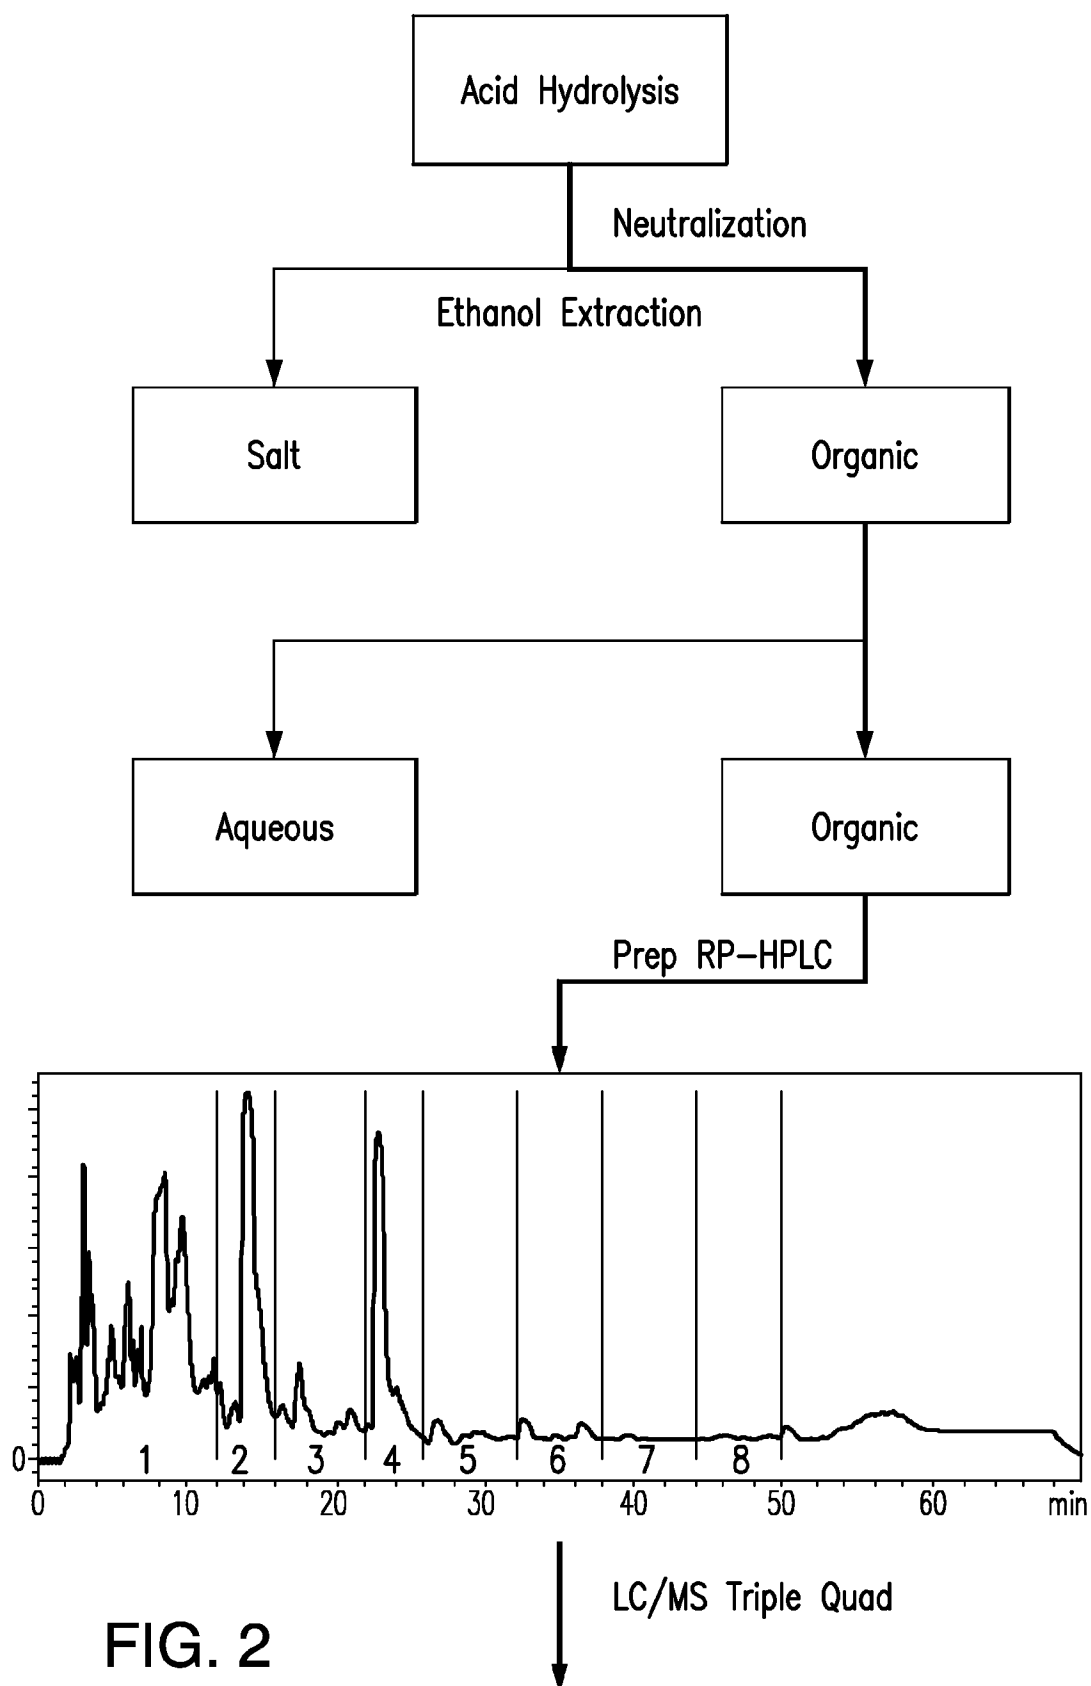 Acid Hydrolysis
Neutralization
Ethanol Extraction
Salt
Organic
Aqueous
Organic
Prep RP-HPLC
0
1 2 3 4 5 6 7 8
0 10 20 30 40 50 60 min
LC/MS Triple Quad
FIG. 2